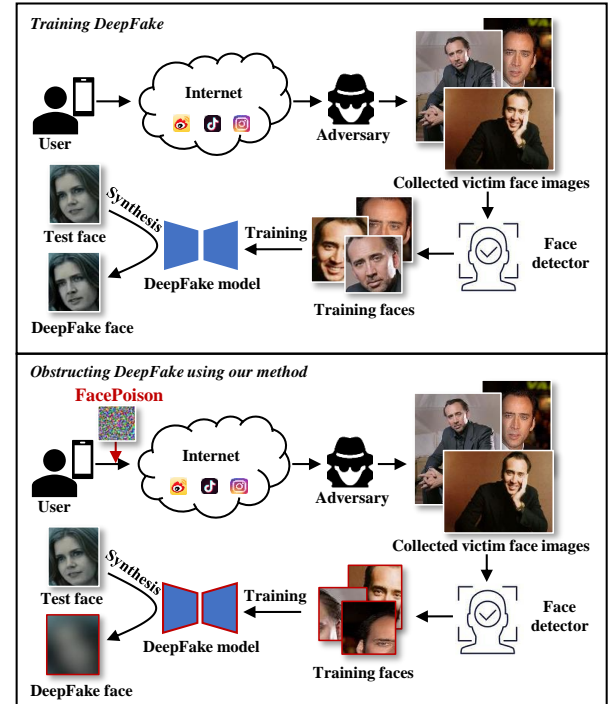 Training DeepFake
Internet
User
Adversary
Collected victim face images
Synthesis
Test face
Training
Face
detector
DeepFake model
Training faces
DeepFake face
Obstructing DeepFake using our method
FacePoison
Internet
User
Adversary
Collected victim face images
Synthesis
Test face
Training
Face
detector
DeepFake model
Training faces
DeepFake face